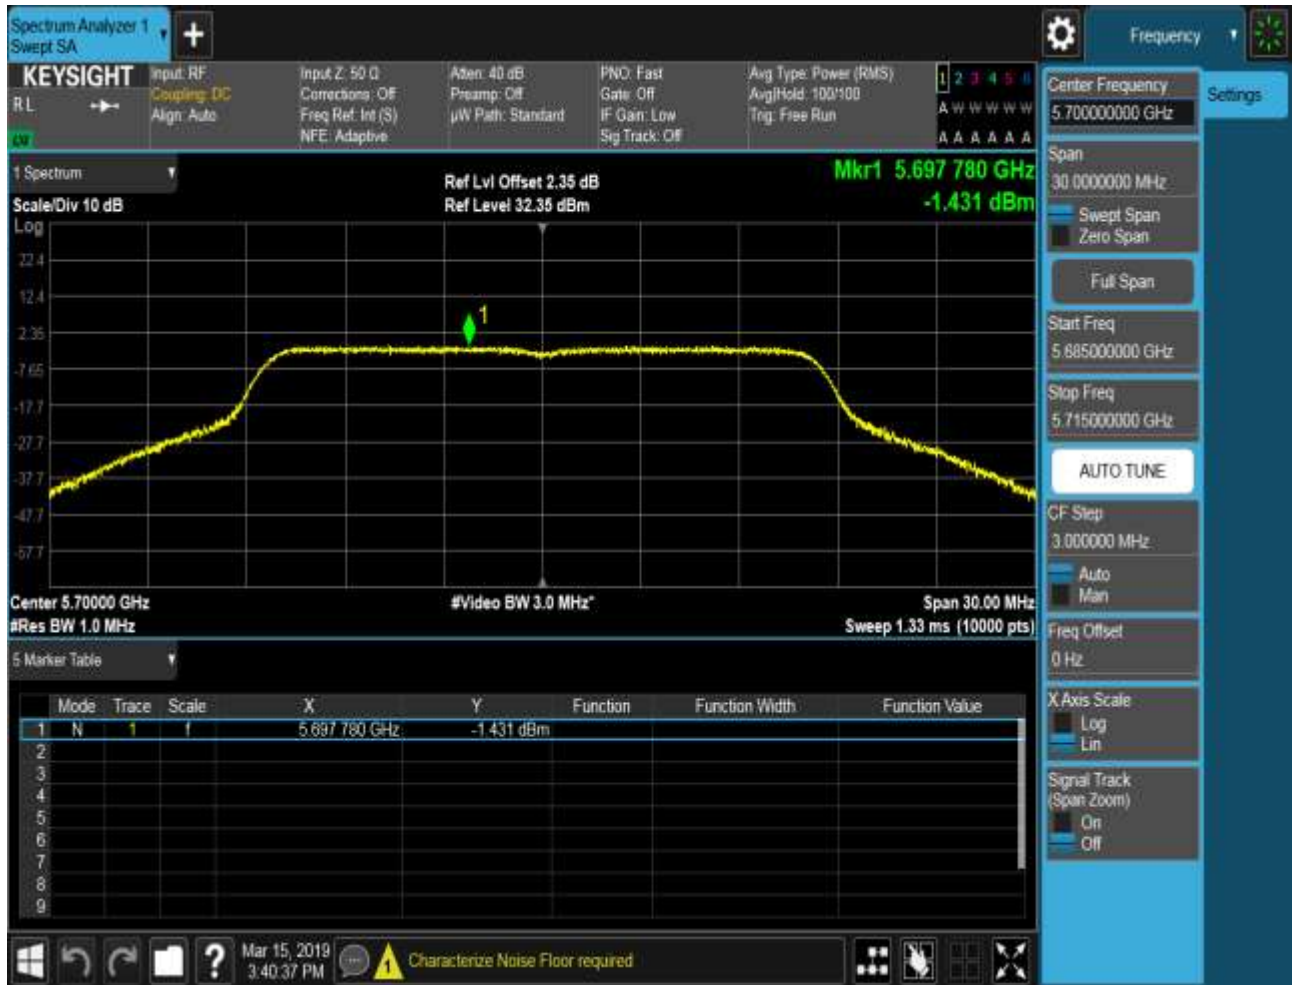 Spectrum Analyzer 1
Swept SA
+
Frequency
KEYSIGHT
Input: RF
Coupling: DC
Align: Auto
RL
Input Z: 50 Ω
Corrections: Off
Freq Ref: Int (S)
NFE: Adaptive
Atten: 40 dB
Preamp: Off
µW Path: Standard
PNO: Fast
Gate: Off
IF Gain: Low
Sig Track: Off
Avg Type: Power (RMS)
Avg|Hold: 100/100
Trig: Free Run
1 2 3 4 5 6
A W W W W W
A A A A A A
1 Spectrum
Scale/Div 10 dB
Ref Lvl Offset 2.35 dB
Ref Level 32.35 dBm
Mkr1 5.697 780 GHz
-1.431 dBm
Log
22.4
12.4
2.35
-7.65
-17.7
-27.7
-37.7
-47.7
-57.7
1
Center 5.70000 GHz
#Res BW 1.0 MHz
#Video BW 3.0 MHz*
Span 30.00 MHz
Sweep 1.33 ms (10000 pts)
5 Marker Table
Mode Trace Scale X Y Function Function Width Function Value
1 N 1 f 5.697 780 GHz -1.431 dBm
2
3
4
5
6
7
8
9
Mar 15, 2019
3:40:37 PM
?
1
Characterize Noise Floor required
Center Frequency
5.700000000 GHz
Settings
Span
30.0000000 MHz
Swept Span
Zero Span
Full Span
Start Freq
5.685000000 GHz
Stop Freq
5.715000000 GHz
AUTO TUNE
CF Step
3.000000 MHz
Auto
Man
Freq Offset
0 Hz
X Axis Scale
Log
Lin
Signal Track
(Span Zoom)
On
Off